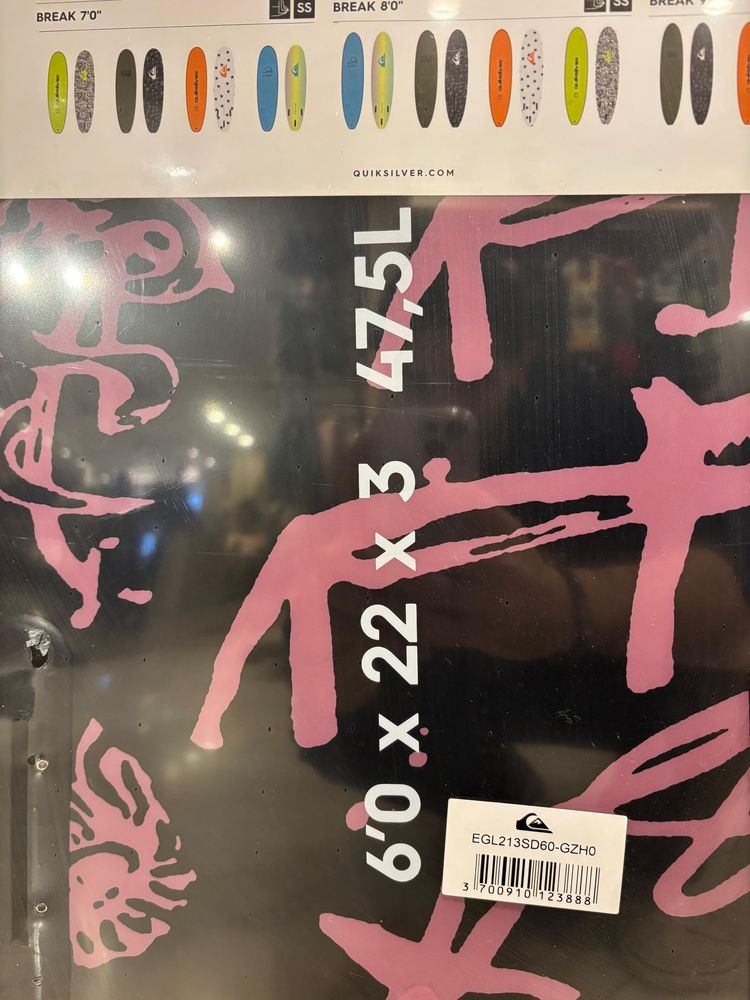 BREAK 7'0"
SS
BREAK 8'0"
SS
QUIKSILVER.COM
6'0 x 22 x 3 47,5L
EGL213SD60-GZH0
3 700910 123888